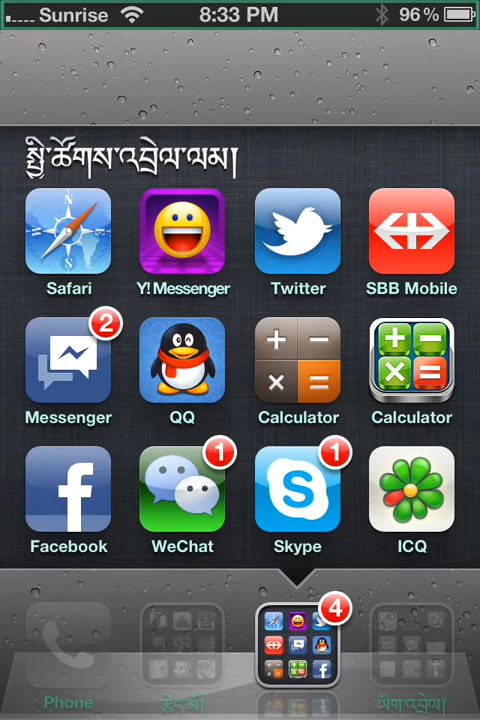 Sunrise 8:33 PM 96%
སྤྱི་ཚོགས་འབྲེལ་ལམ།
Safari Y! Messenger Twitter SBB Mobile
2
Messenger QQ Calculator Calculator
1 1
Facebook WeChat Skype ICQ
4
Phone རྩེད་མོ། ཡིག་འབྲེལ།